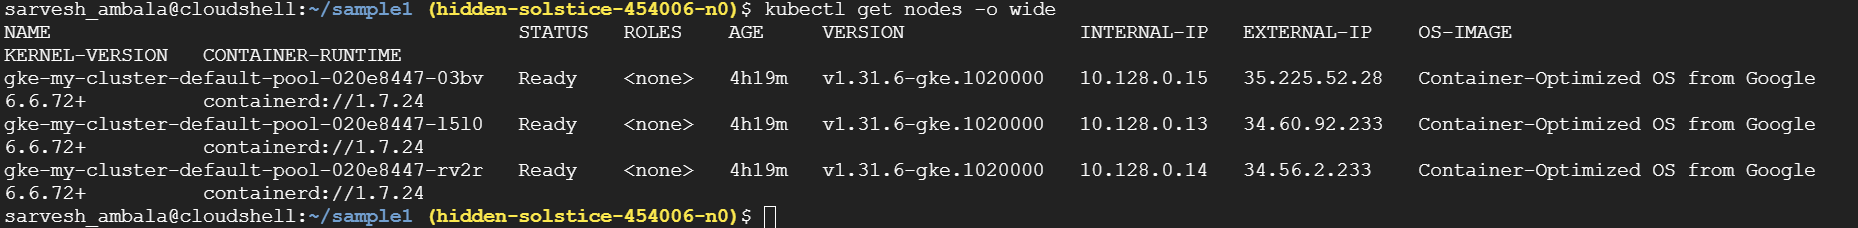 sarvesh_ambala@cloudshell:~/sample1 (hidden-solstice-454006-n0)$ kubectl get nodes -o wide
NAME STATUS ROLES AGE VERSION INTERNAL-IP EXTERNAL-IP OS-IMAGE
KERNEL-VERSION CONTAINER-RUNTIME
gke-my-cluster-default-pool-020e8447-03bv Ready <none> 4h19m v1.31.6-gke.1020000 10.128.0.15 35.225.52.28 Container-Optimized OS from Google
6.6.72+ containerd://1.7.24
gke-my-cluster-default-pool-020e8447-l5l0 Ready <none> 4h19m v1.31.6-gke.1020000 10.128.0.13 34.60.92.233 Container-Optimized OS from Google
6.6.72+ containerd://1.7.24
gke-my-cluster-default-pool-020e8447-rv2r Ready <none> 4h19m v1.31.6-gke.1020000 10.128.0.14 34.56.2.233 Container-Optimized OS from Google
6.6.72+ containerd://1.7.24
sarvesh_ambala@cloudshell:~/sample1 (hidden-solstice-454006-n0)$